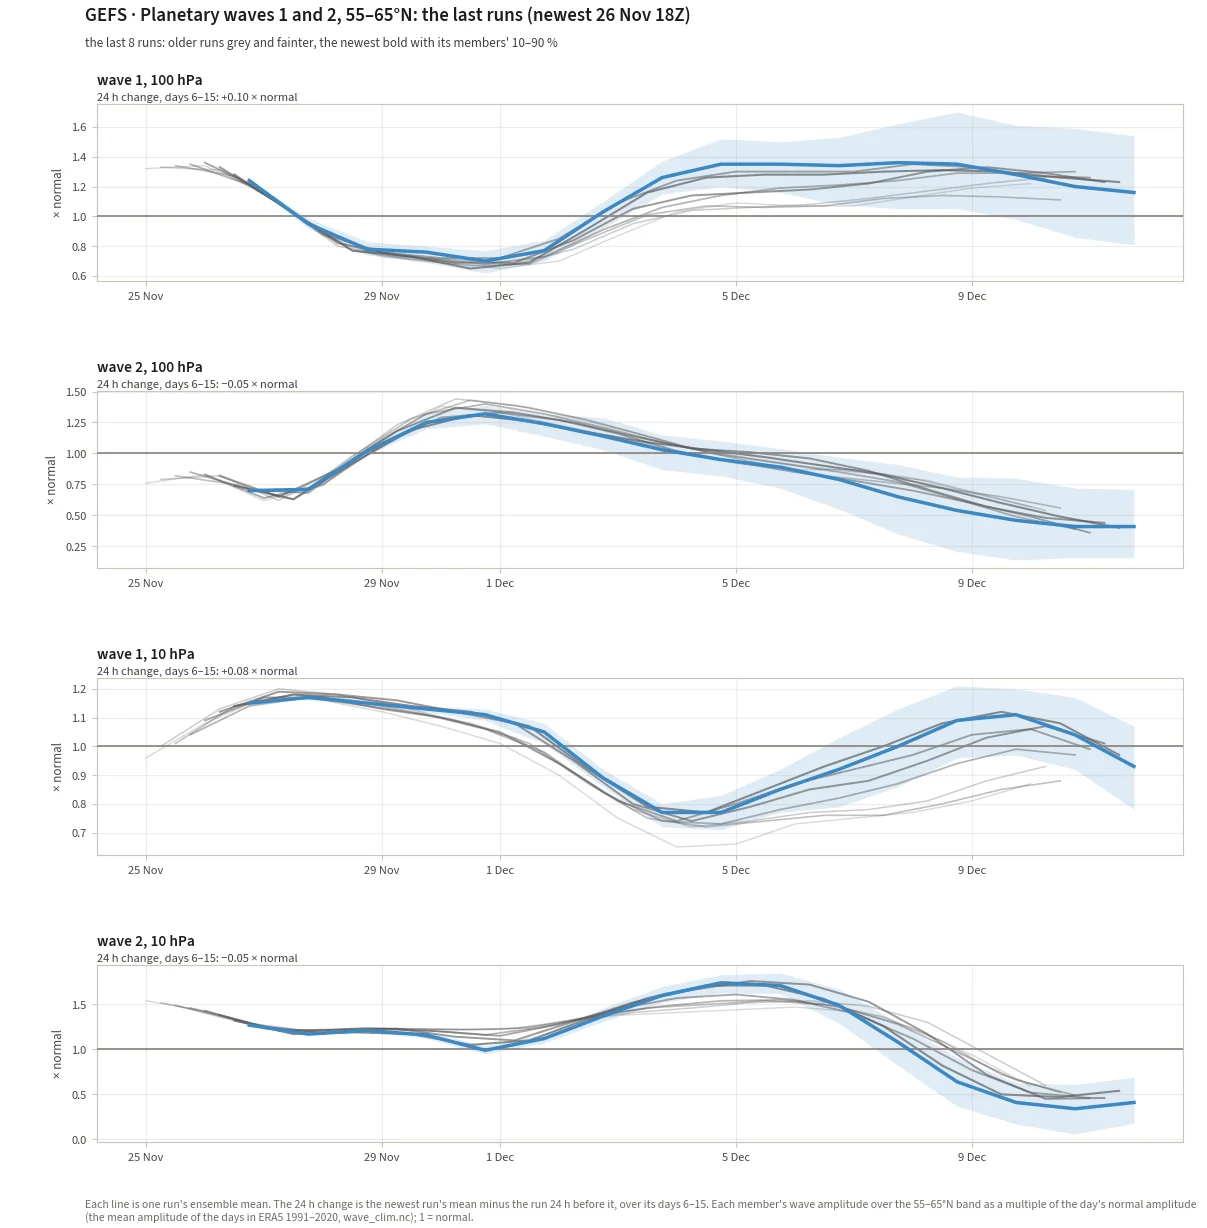 GEFS · Planetary waves 1 and 2, 55–65°N: the last runs (newest 26 Nov 18Z)
the last 8 runs: older runs grey and fainter, the newest bold with its members' 10–90 %
wave 1, 100 hPa
24 h change, days 6–15: +0.10 × normal
× normal
1.6
1.4
1.2
1.0
0.8
0.6
25 Nov
29 Nov
1 Dec
5 Dec
9 Dec
wave 2, 100 hPa
24 h change, days 6–15: −0.05 × normal
× normal
1.50
1.25
1.00
0.75
0.50
0.25
25 Nov
29 Nov
1 Dec
5 Dec
9 Dec
wave 1, 10 hPa
24 h change, days 6–15: +0.08 × normal
× normal
1.2
1.1
1.0
0.9
0.8
0.7
25 Nov
29 Nov
1 Dec
5 Dec
9 Dec
wave 2, 10 hPa
24 h change, days 6–15: −0.05 × normal
× normal
1.5
1.0
0.5
0.0
25 Nov
29 Nov
1 Dec
5 Dec
9 Dec
Each line is one run's ensemble mean. The 24 h change is the newest run's mean minus the run 24 h before it, over its days 6–15. Each member's wave amplitude over the 55–65°N band as a multiple of the day's normal amplitude
(the mean amplitude of the days in ERA5 1991–2020, wave_clim.nc); 1 = normal.